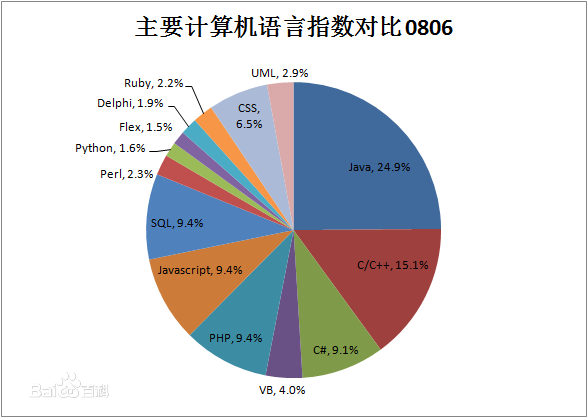 主要计算机语言指数对比0806
UML, 2.9%
Ruby, 2.2%
CSS,
6.5%
Delphi, 1.9%
Flex, 1.5%
Python, 1.6%
Perl, 2.3%
Java, 24.9%
SQL, 9.4%
C/C++, 15.1%
Javascript, 9.4%
PHP, 9.4%
C#, 9.1%
VB, 4.0%
Bai百科